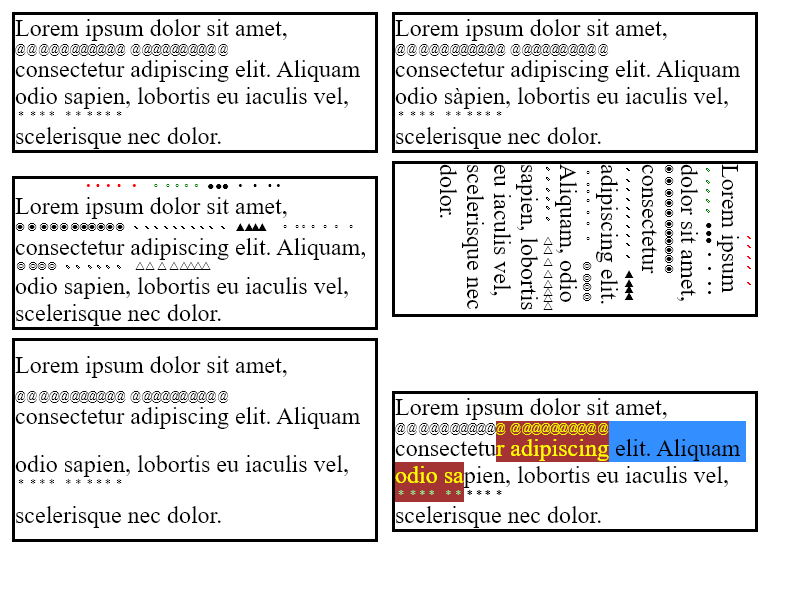 Lorem ipsum dolor sit amet,
@@@@@@@@@@@ @@@@@@@@@@
consectetur adipiscing elit. Aliquam
odio sapien, lobortis eu iaculis vel,
**** ******
scelerisque nec dolor.
Lorem ipsum dolor sit amet,
@@@@@@@@@@@ @@@@@@@@@@
consectetur adipiscing elit. Aliquam
odio sàpien, lobortis eu iaculis vel,
**** ******
scelerisque nec dolor.
Lorem ipsum dolor sit amet,
consectetur adipiscing elit. Aliquam,
odio sapien, lobortis eu iaculis vel,
scelerisque nec dolor.
Lorem ipsum
dolor sit amet,
consectetur
adipiscing elit.
Aliquam, odio
sapien, lobortis
eu iaculis vel,
scelerisque nec
dolor.
Lorem ipsum dolor sit amet,
@@@@@@@@@@@ @@@@@@@@@@
consectetur adipiscing elit. Aliquam
odio sapien, lobortis eu iaculis vel,
**** ******
scelerisque nec dolor.
Lorem ipsum dolor sit amet,
@@@@@@@@@@@ @@@@@@@@@@
consectetur adipiscing elit. Aliquam
odio sapien, lobortis eu iaculis vel,
**** ******
scelerisque nec dolor.